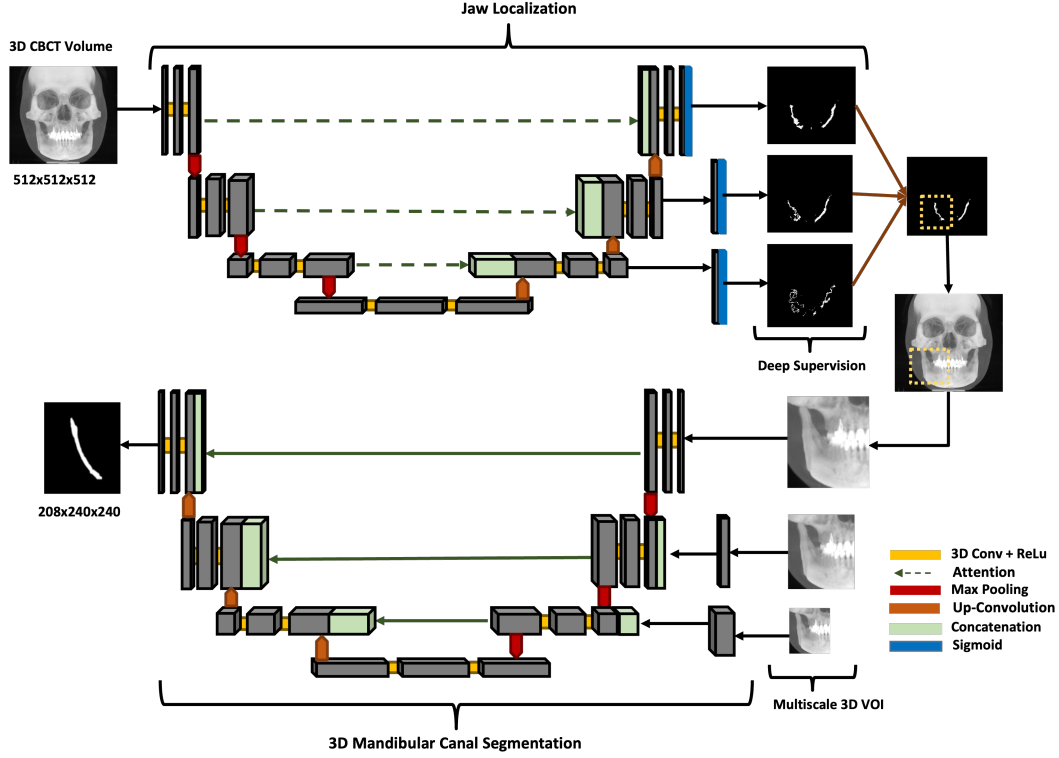 Jaw Localization
3D CBCT Volume
512x512x512
Deep Supervision
208x240x240
3D Conv + ReLu
Attention
Max Pooling
Up-Convolution
Concatenation
Sigmoid
Multiscale 3D VOI
3D Mandibular Canal Segmentation